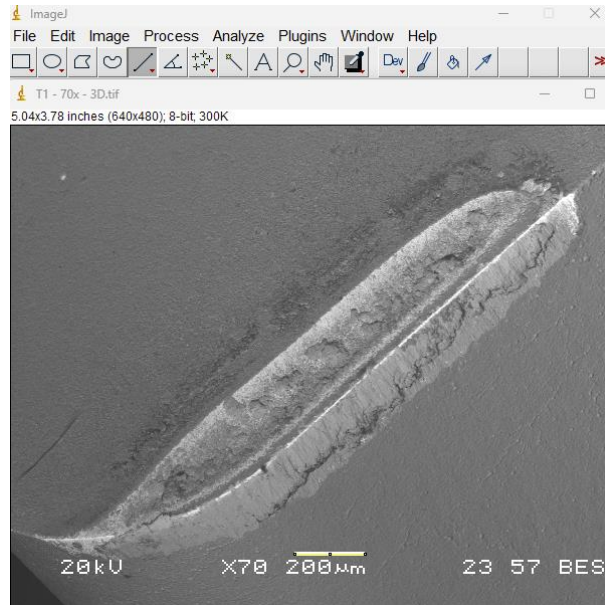 ImageJ
File Edit Image Process Analyze Plugins Window Help
A Dev
T1 - 70x - 3D.tif
5.04x3.78 inches (640x480); 8-bit; 300K
20kV X70 200µm 23 57 BES